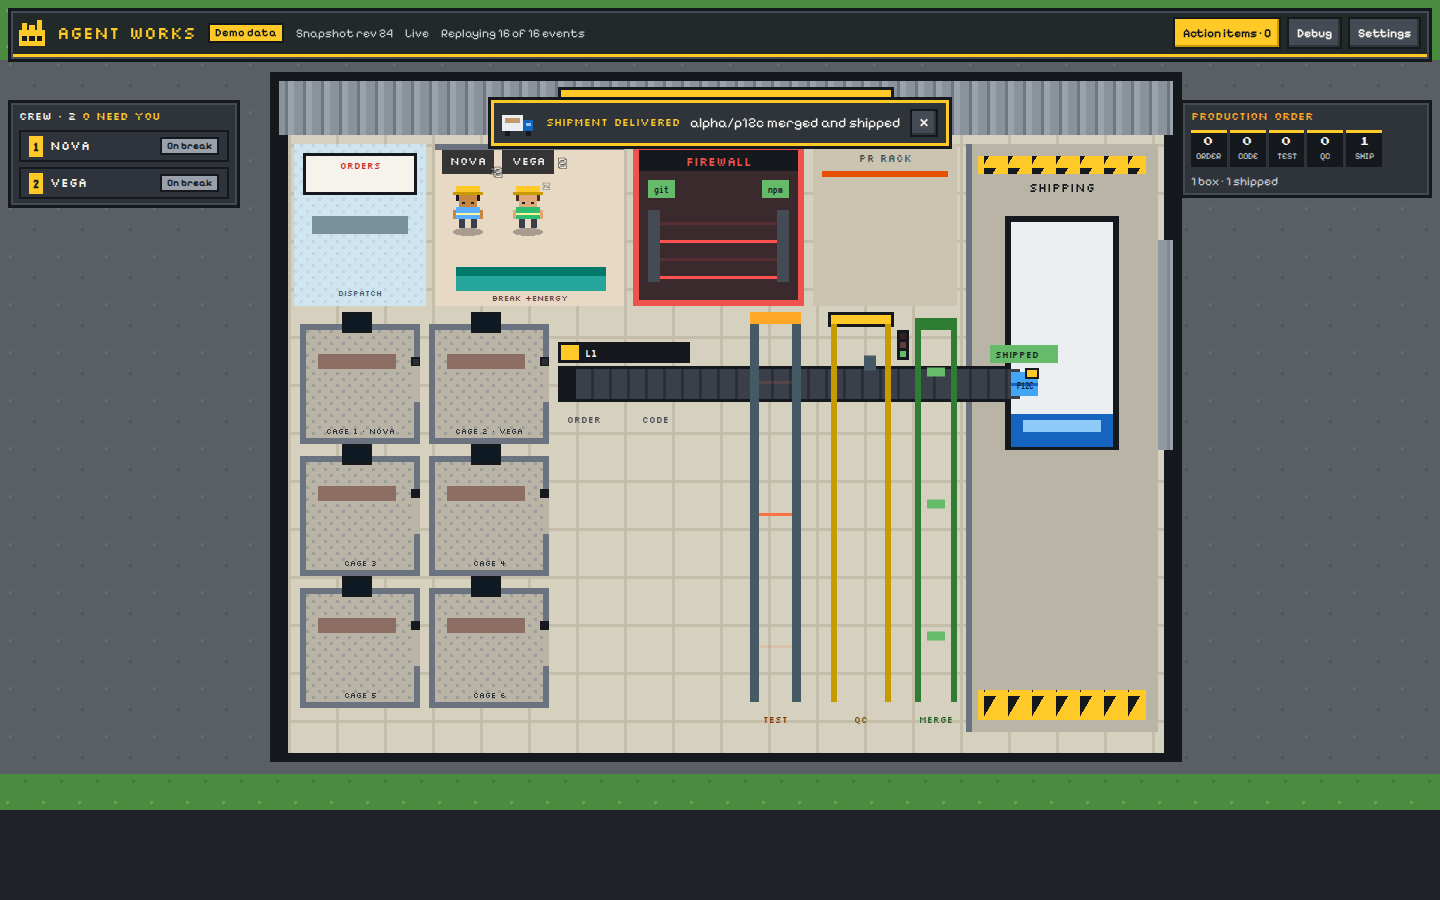 AGENT WORKS
Demo data
Snapshot rev 34 Live Replaying 16 of 16 events
Action items · 0
Debug
Settings
CREW · 2 0 NEED YOU
1 NOVA On break
2 VEGA On break
SHIPMENT DELIVERED alpha/p12c merged and shipped ×
PRODUCTION ORDER
0 0 0 0 1
ORDER CODE TEST QC SHIP
1 box · 1 shipped
ORDERS
DISPATCH
NOVA
VEGA
Z
BREAK +ENERGY
FIREWALL
git
npm
PR RACK
SHIPPING
L1
SHIPPED
P12C
ORDER
CODE
CAGE 1 · NOVA
CAGE 2 · VEGA
CAGE 3
CAGE 4
CAGE 5
CAGE 6
TEST
QC
MERGE